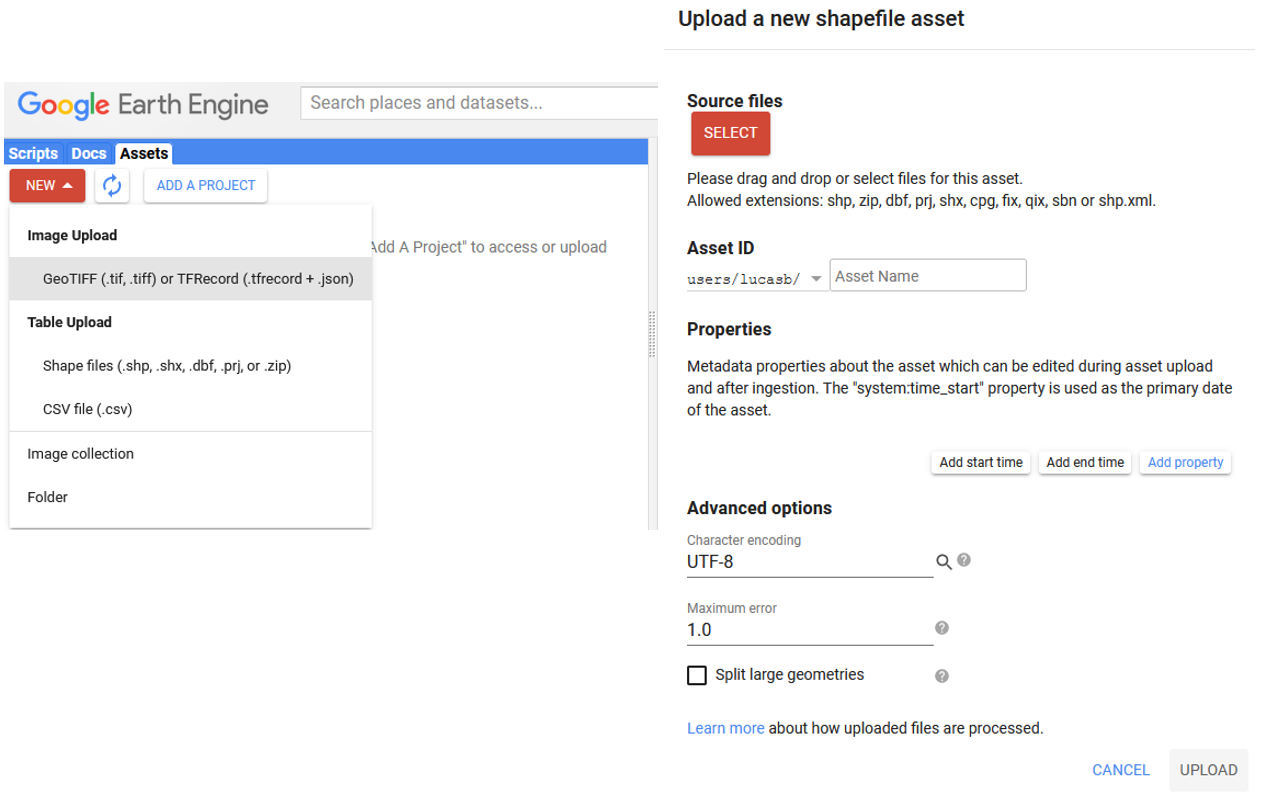 Google Earth Engine
Search places and datasets...
Scripts Docs Assets
NEW
ADD A PROJECT
Image Upload
GeoTIFF (.tif, .tiff) or TFRecord (.tfrecord + .json)
Table Upload
Shape files (.shp, .shx, .dbf, .prj, or .zip)
CSV file (.csv)
Image collection
Folder
Add A Project" to access or upload
Upload a new shapefile asset
Source files
SELECT
Please drag and drop or select files for this asset.
Allowed extensions: shp, zip, dbf, prj, shx, cpg, fix, qix, sbn or shp.xml.
Asset ID
users/lucasb/
Asset Name
Properties
Metadata properties about the asset which can be edited during asset upload
and after ingestion. The "system:time_start" property is used as the primary date
of the asset.
Add start time
Add end time
Add property
Advanced options
Character encoding
UTF-8
Maximum error
1.0
Split large geometries
Learn more about how uploaded files are processed.
CANCEL
UPLOAD